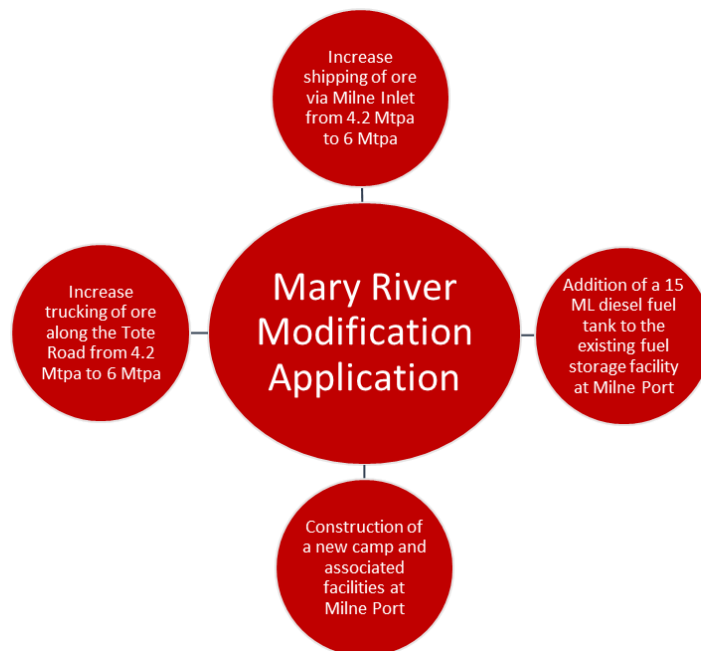 Increase
shipping of ore
via Milne Inlet
from 4.2 Mtpa
to 6 Mtpa
Increase
trucking of ore
along the Tote
Road from 4.2
Mtpa to 6 Mtpa
Mary River
Modification
Application
Addition of a 15
ML diesel fuel
tank to the
existing fuel
storage facility
at Milne Port
Construction of
a new camp and
associated
facilities at
Milne Port